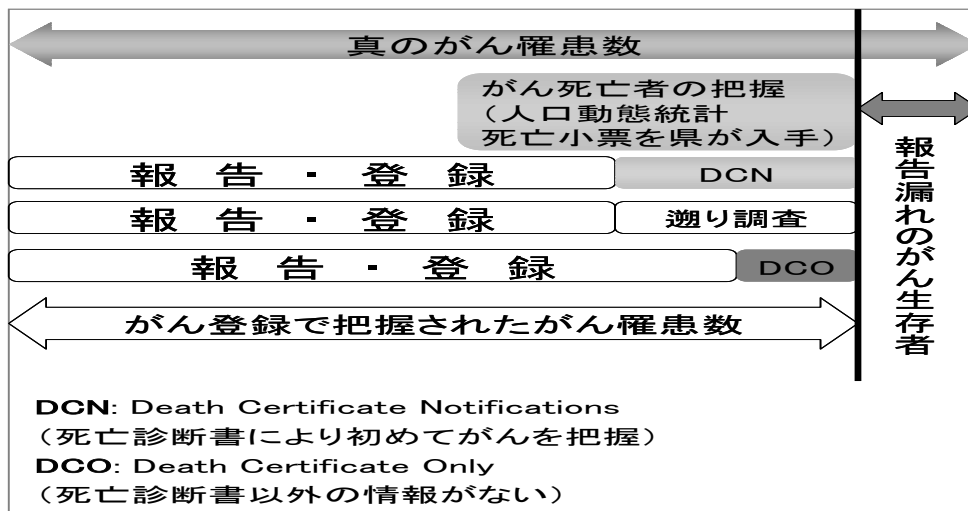 真のがん罹患数
がん死亡者の把握
（人口動態統計
死亡小票を県が入手）
報告漏れのがん生存者
報告・登録 DCN
報告・登録 遡り調査
報告・登録 DCO
がん登録で把握されたがん罹患数
DCN: Death Certificate Notifications
（死亡診断書により初めてがんを把握）
DCO: Death Certificate Only
（死亡診断書以外の情報がない）